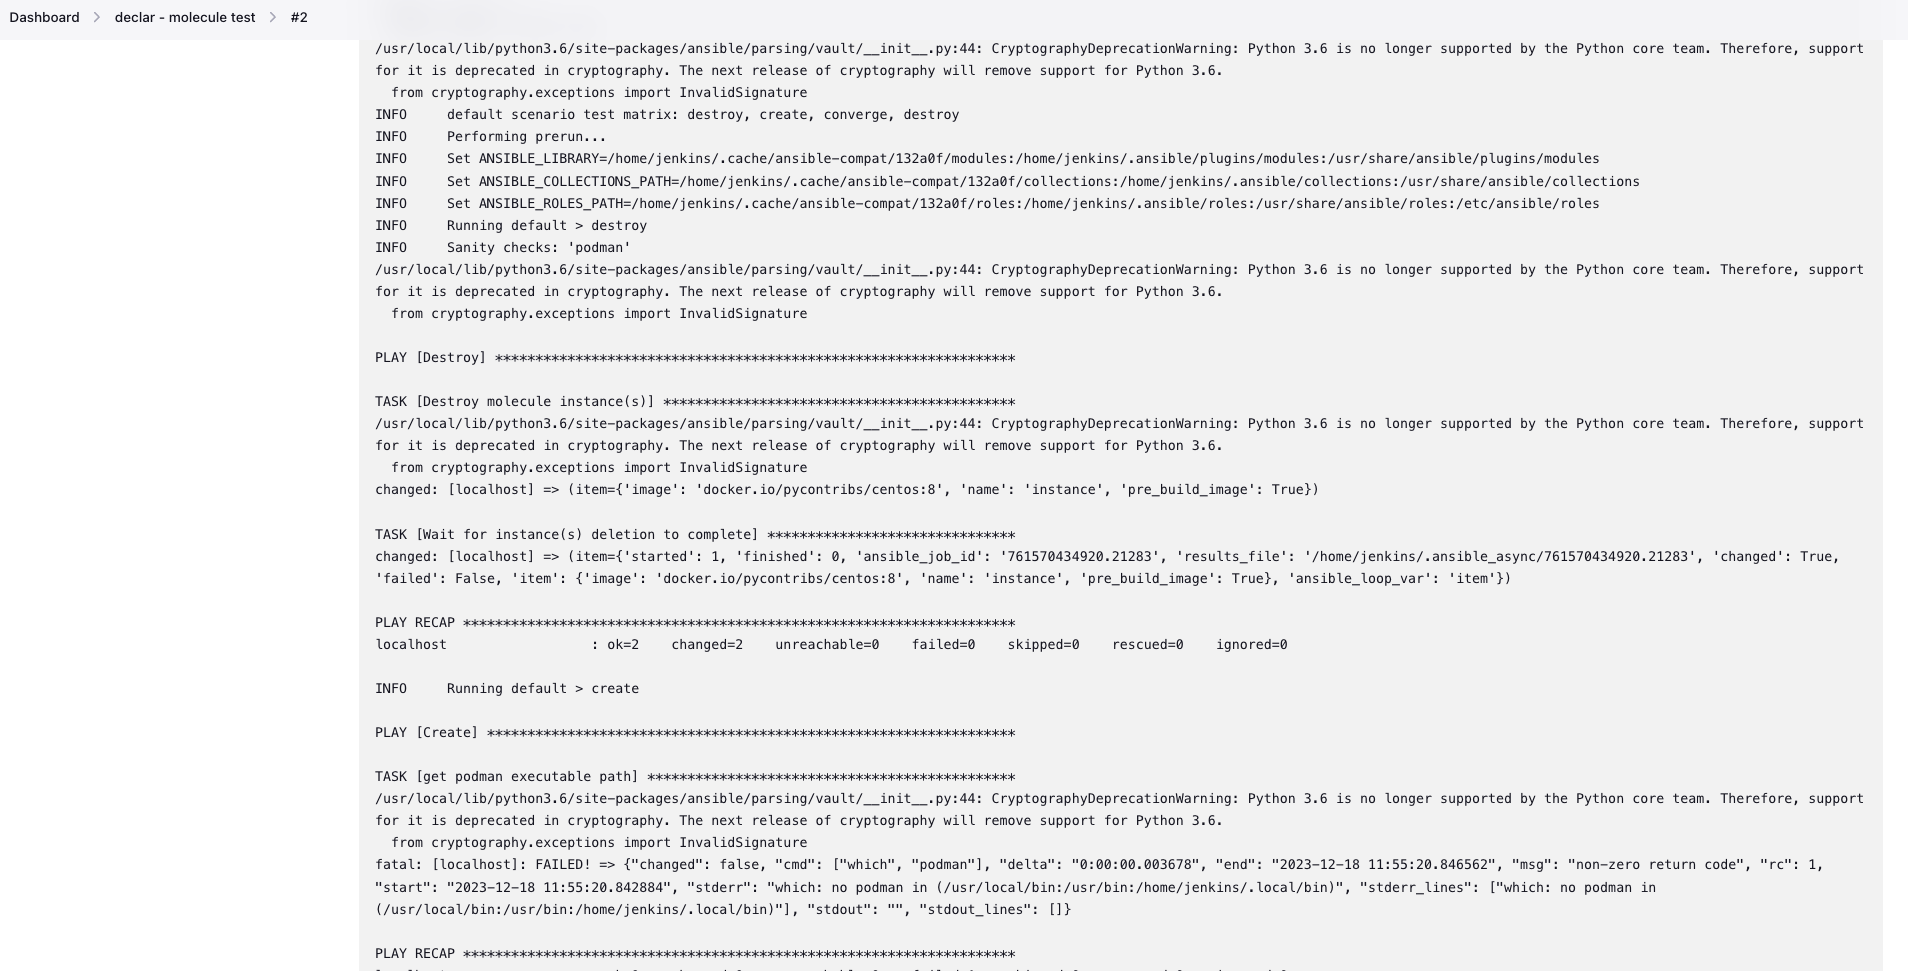 Dashboard > declar - molecule test > #2
/usr/local/lib/python3.6/site-packages/ansible/parsing/vault/__init__.py:44: CryptographyDeprecationWarning: Python 3.6 is no longer supported by the Python core team. Therefore, support
for it is deprecated in cryptography. The next release of cryptography will remove support for Python 3.6.
  from cryptography.exceptions import InvalidSignature
INFO     default scenario test matrix: destroy, create, converge, destroy
INFO     Performing prerun...
INFO     Set ANSIBLE_LIBRARY=/home/jenkins/.cache/ansible-compat/132a0f/modules:/home/jenkins/.ansible/plugins/modules:/usr/share/ansible/plugins/modules
INFO     Set ANSIBLE_COLLECTIONS_PATH=/home/jenkins/.cache/ansible-compat/132a0f/collections:/home/jenkins/.ansible/collections:/usr/share/ansible/collections
INFO     Set ANSIBLE_ROLES_PATH=/home/jenkins/.cache/ansible-compat/132a0f/roles:/home/jenkins/.ansible/roles:/usr/share/ansible/roles:/etc/ansible/roles
INFO     Running default > destroy
INFO     Sanity checks: 'podman'
/usr/local/lib/python3.6/site-packages/ansible/parsing/vault/__init__.py:44: CryptographyDeprecationWarning: Python 3.6 is no longer supported by the Python core team. Therefore, support
for it is deprecated in cryptography. The next release of cryptography will remove support for Python 3.6.
  from cryptography.exceptions import InvalidSignature
PLAY [Destroy] *****************************************************************
TASK [Destroy molecule instance(s)] ********************************************
/usr/local/lib/python3.6/site-packages/ansible/parsing/vault/__init__.py:44: CryptographyDeprecationWarning: Python 3.6 is no longer supported by the Python core team. Therefore, support
for it is deprecated in cryptography. The next release of cryptography will remove support for Python 3.6.
  from cryptography.exceptions import InvalidSignature
changed: [localhost] => (item={'image': 'docker.io/pycontribs/centos:8', 'name': 'instance', 'pre_build_image': True})
TASK [Wait for instance(s) deletion to complete] *******************************
changed: [localhost] => (item={'started': 1, 'finished': 0, 'ansible_job_id': '761570434920.21283', 'results_file': '/home/jenkins/.ansible_async/761570434920.21283', 'changed': True,
'failed': False, 'item': {'image': 'docker.io/pycontribs/centos:8', 'name': 'instance', 'pre_build_image': True}, 'ansible_loop_var': 'item'})
PLAY RECAP *********************************************************************
localhost                  : ok=2    changed=2    unreachable=0    failed=0    skipped=0    rescued=0    ignored=0
INFO     Running default > create
PLAY [Create] ******************************************************************
TASK [get podman executable path] **********************************************
/usr/local/lib/python3.6/site-packages/ansible/parsing/vault/__init__.py:44: CryptographyDeprecationWarning: Python 3.6 is no longer supported by the Python core team. Therefore, support
for it is deprecated in cryptography. The next release of cryptography will remove support for Python 3.6.
  from cryptography.exceptions import InvalidSignature
fatal: [localhost]: FAILED! => {"changed": false, "cmd": ["which", "podman"], "delta": "0:00:00.003678", "end": "2023-12-18 11:55:20.846562", "msg": "non-zero return code", "rc": 1,
"start": "2023-12-18 11:55:20.842884", "stderr": "which: no podman in (/usr/local/bin:/usr/bin:/home/jenkins/.local/bin)", "stderr_lines": ["which: no podman in
(/usr/local/bin:/usr/bin:/home/jenkins/.local/bin)"], "stdout": "", "stdout_lines": []}
PLAY RECAP *********************************************************************